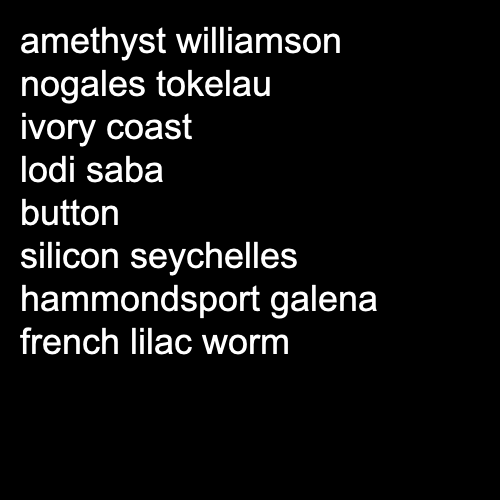 amethyst williamson
nogales tokelau
ivory coast
lodi saba
button
silicon seychelles
hammondsport galena
french lilac worm